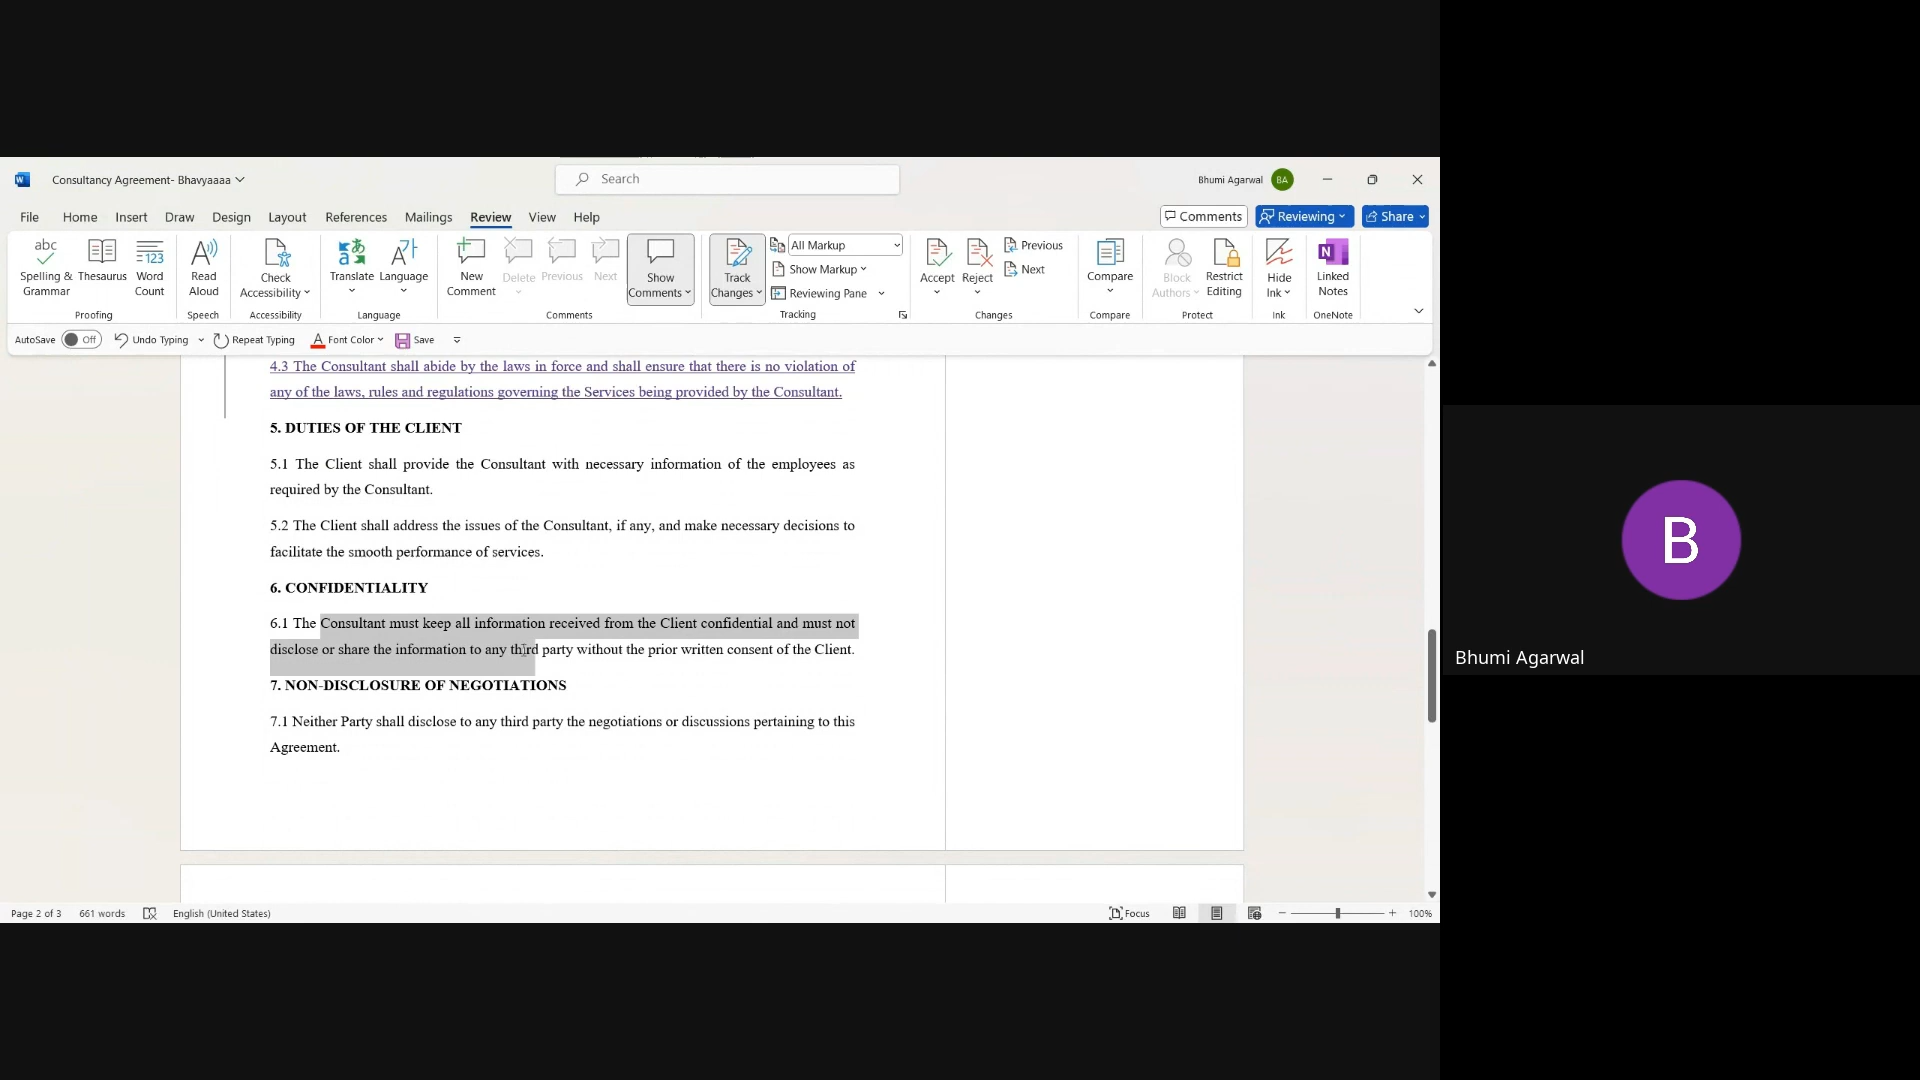 Consultancy Agreement- Bhavyaaaa
Search
Bhumi Agarwal
BA
File Home Insert Draw Design Layout References Mailings Review View Help
Comments Reviewing Share
abc
Spelling & Grammar
Thesaurus
123
Word Count
Proofing
Read Aloud
Speech
Check Accessibility
Accessibility
Translate
Language
Language
New Comment
Delete
Previous
Next
Show Comments
Comments
Track Changes
All Markup
Show Markup
Reviewing Pane
Tracking
Accept
Reject
Previous
Next
Changes
Compare
Compare
Block Authors
Restrict Editing
Protect
Hide Ink
Ink
N
Linked Notes
OneNote
AutoSave Off Undo Typing Repeat Typing A Font Color Save
4.3 The Consultant shall abide by the laws in force and shall ensure that there is no violation of
any of the laws, rules and regulations governing the Services being provided by the Consultant.
5. DUTIES OF THE CLIENT
5.1 The Client shall provide the Consultant with necessary information of the employees as
required by the Consultant.
5.2 The Client shall address the issues of the Consultant, if any, and make necessary decisions to
facilitate the smooth performance of services.
6. CONFIDENTIALITY
6.1 The Consultant must keep all information received from the Client confidential and must not
disclose or share the information to any third party without the prior written consent of the Client.
7. NON-DISCLOSURE OF NEGOTIATIONS
7.1 Neither Party shall disclose to any third party the negotiations or discussions pertaining to this
Agreement.
Page 2 of 3 661 words English (United States)
Focus
100%
B
Bhumi Agarwal